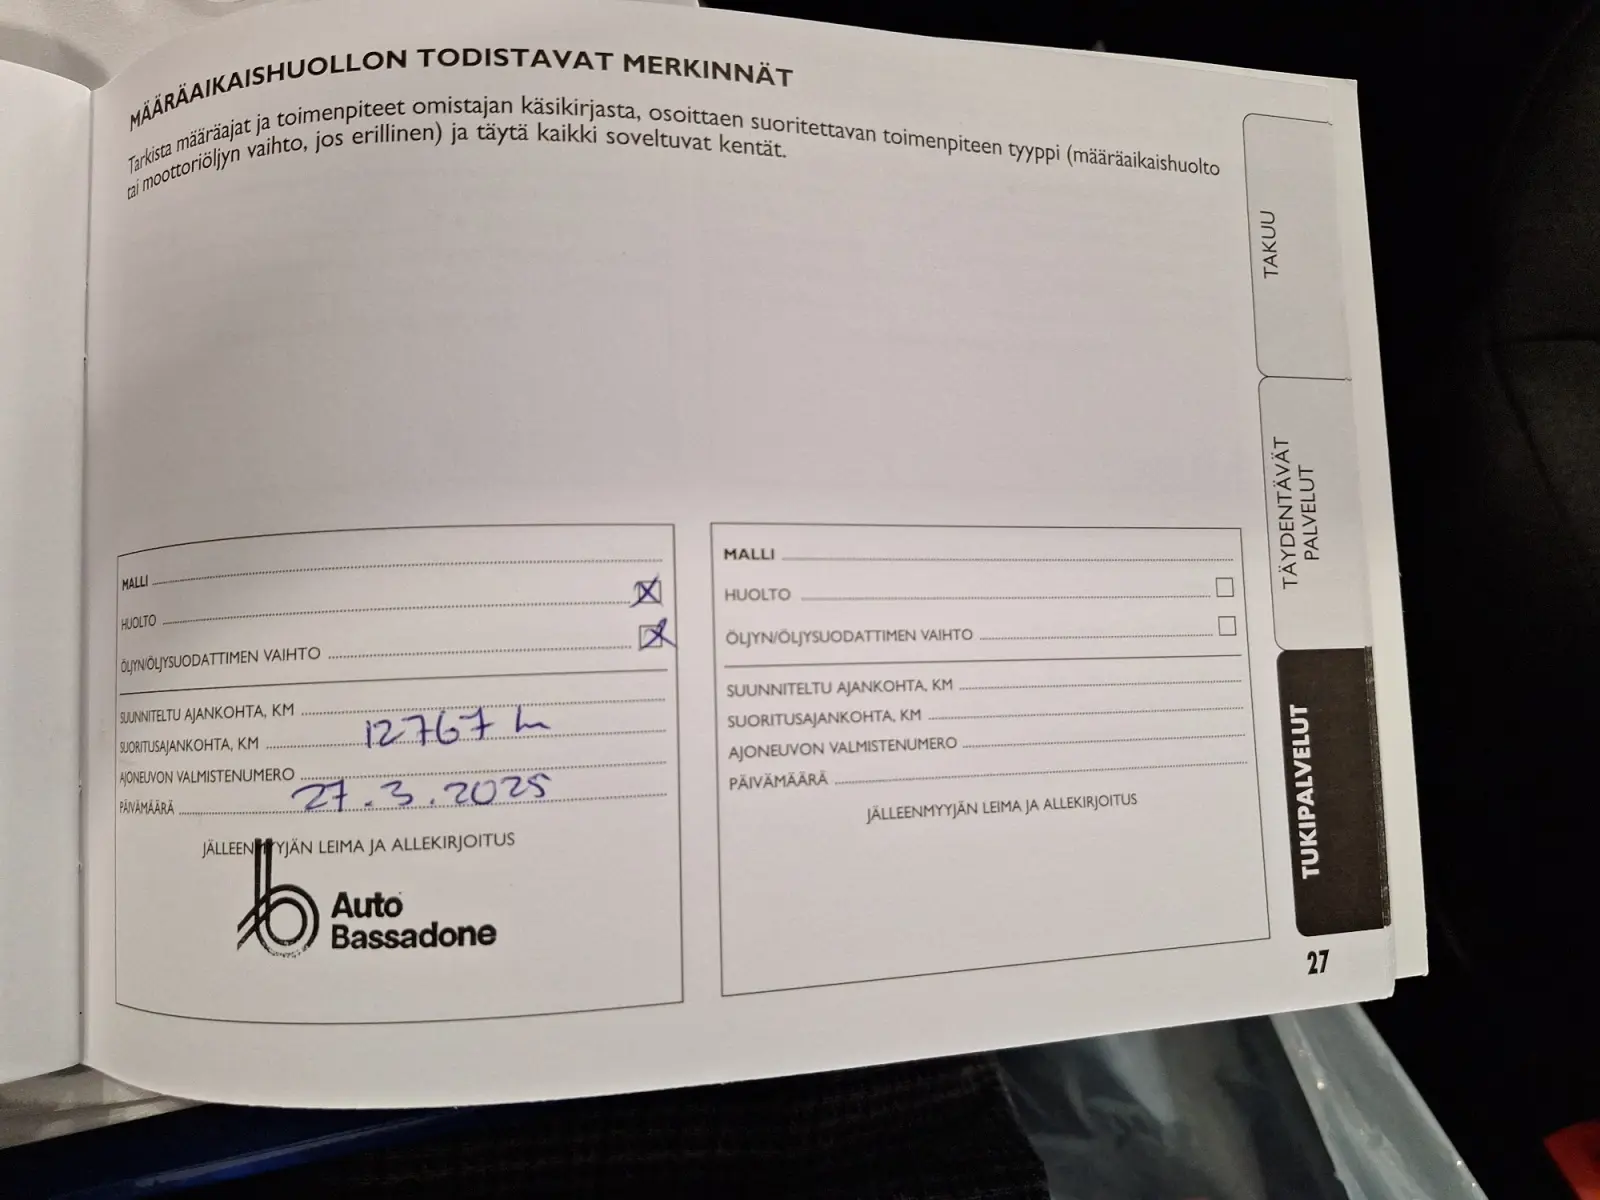 MÄÄRÄAIKAISHUOLLON TODISTAVAT MERKINNÄT
Tarkista määräajat ja toimenpiteet omistajan käsikirjasta, osoittaen suoritettavan toimenpiteen tyyppi (määräaikaishuolto
tai moottoriöljyn vaihto, jos erillinen) ja täytä kaikki soveltuvat kentät.
MALLI
HUOLTO X
ÖLJYN/ÖLJYSUODATTIMEN VAIHTO X
SUUNNITELTU AJANKOHTA, KM
SUORITUSAJANKOHTA, KM 12767
AJONEUVON VALMISTENUMERO
PÄIVÄMÄÄRÄ 27.3.2025
JÄLLEENMYYJÄN LEIMA JA ALLEKIRJOITUS
Auto
Bassadone
MALLI
HUOLTO
ÖLJYN/ÖLJYSUODATTIMEN VAIHTO
SUUNNITELTU AJANKOHTA, KM
SUORITUSAJANKOHTA, KM
AJONEUVON VALMISTENUMERO
PÄIVÄMÄÄRÄ
JÄLLEENMYYJÄN LEIMA JA ALLEKIRJOITUS
TAKUU
TÄYDENTÄVÄT
PALVELUT
TUKIPALVELUT
27